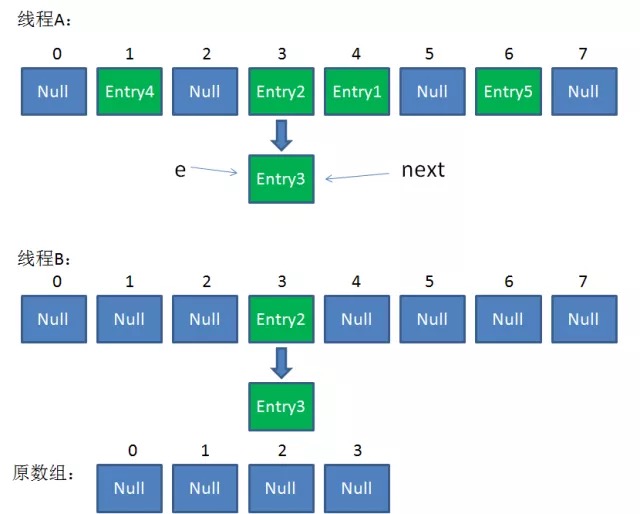 线程A:
0 1 2 3 4 5 6 7
Null Entry4 Null Entry2 Entry1 Null Entry5 Null
e Entry3 next
线程B:
0 1 2 3 4 5 6 7
Null Null Null Entry2 Null Null Null Null
Entry3
0 1 2 3
原数组: Null Null Null Null